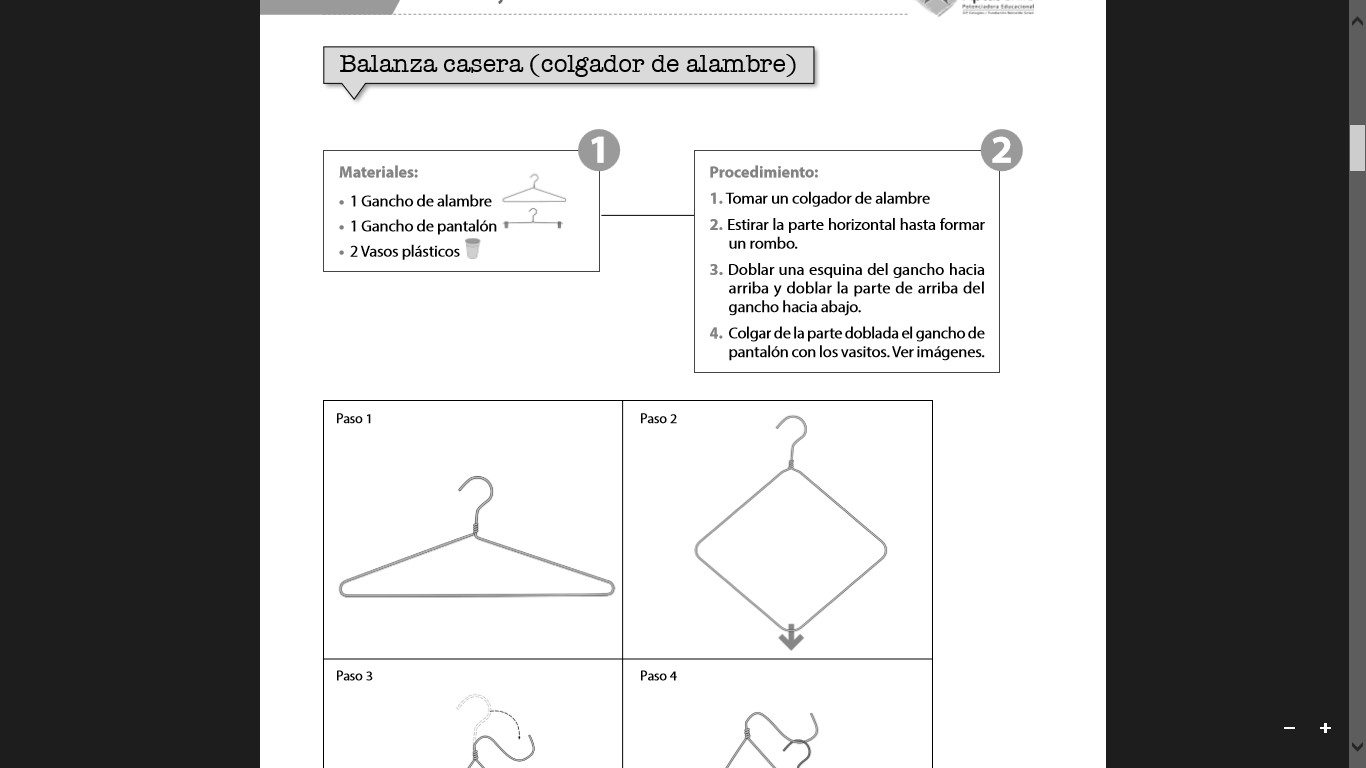 Potenciadora Educacional
Balanza casera (colgador de alambre)
1
Materiales:
• 1 Gancho de alambre
• 1 Gancho de pantalón
• 2 Vasos plásticos
2
Procedimiento:
1. Tomar un colgador de alambre
2. Estirar la parte horizontal hasta formar
un rombo.
3. Doblar una esquina del gancho hacia
arriba y doblar la parte de arriba del
gancho hacia abajo.
4. Colgar de la parte doblada el gancho de
pantalón con los vasitos. Ver imágenes.
Paso 1
Paso 2
Paso 3
Paso 4